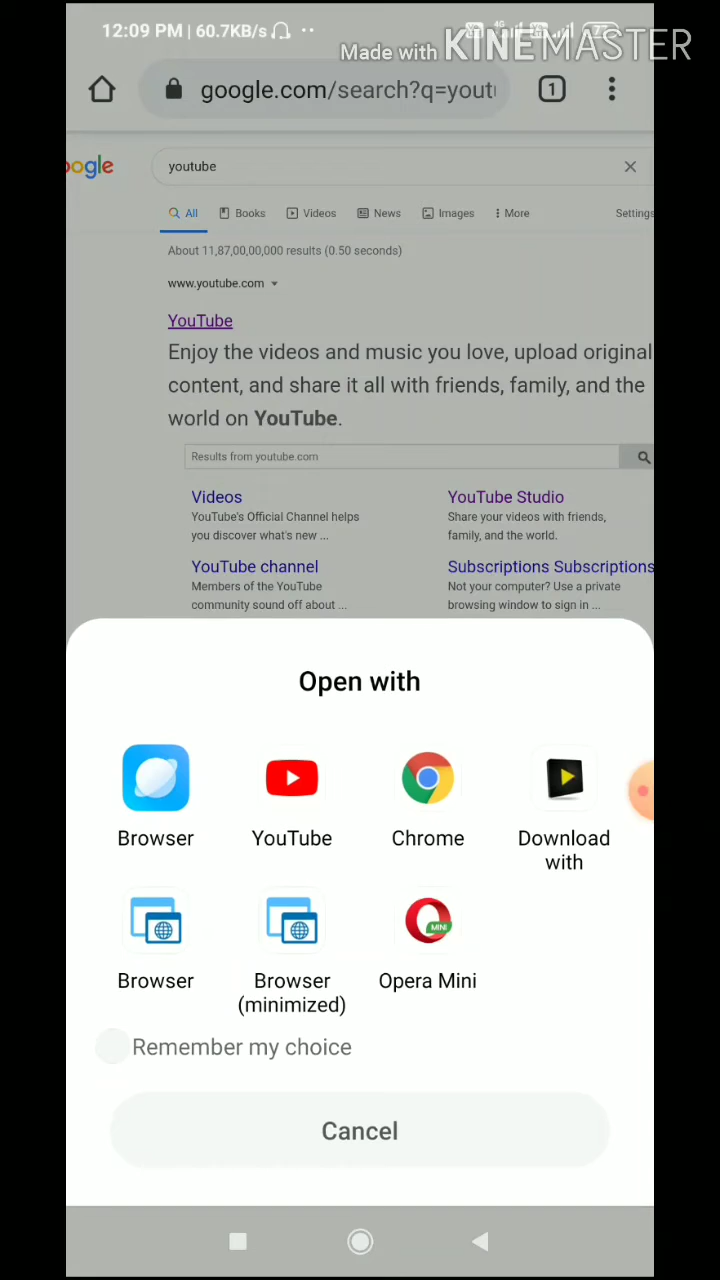 12:09 PM | 60.7KB/s
Made with KINEMASTER
google.com/search?q=yout
1
ogle
youtube
All Books Videos News Images More Settings
About 11,87,00,00,000 results (0.50 seconds)
www.youtube.com
YouTube
Enjoy the videos and music you love, upload original
content, and share it all with friends, family, and the
world on YouTube.
Results from youtube.com
Videos
YouTube's Official Channel helps
you discover what's new ...
YouTube Studio
Share your videos with friends,
family, and the world.
YouTube channel
Members of the YouTube
community sound off about ...
Subscriptions Subscriptions
Not your computer? Use a private
browsing window to sign in ...
Open with
Browser
YouTube
Chrome
Download
with
Browser
Browser
(minimized)
MINI
Opera Mini
Remember my choice
Cancel